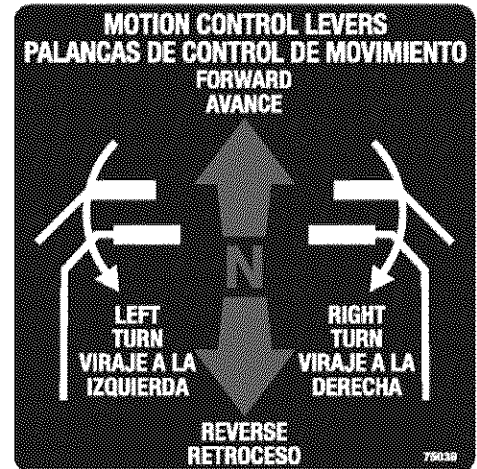 MOTION CONTROL LEVERS
PALANCAS DE CONTROL DE MOVIMIENTO
FORWARD
AVANCE
N
LEFT
TURN
VIRAJE A LA
IZQUIERDA
RIGHT
TURN
VIRAJE A LA
DERECHA
REVERSE
RETROCESO
75039